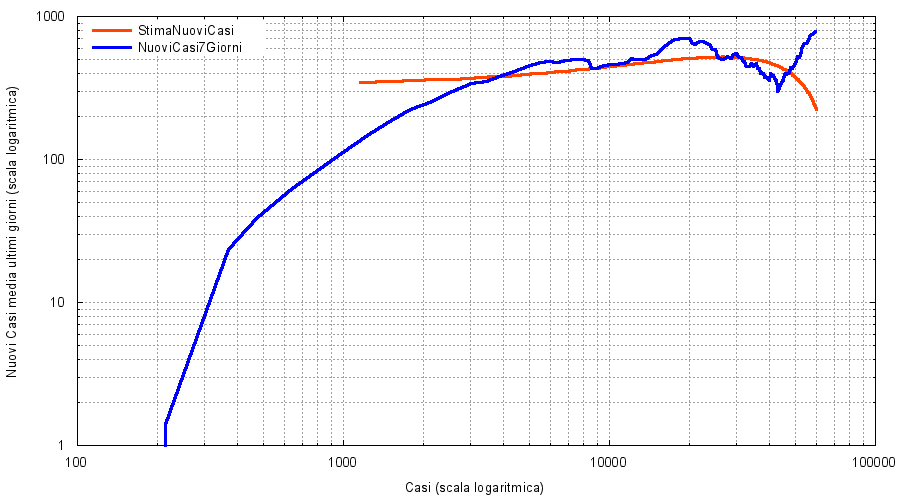 1000
StimaNuoviCasi
NuoviCasi7Giorni
100
10
1
Nuovi Casi media ultimi giorni (scala logaritmica)
100
1000
10000
100000
Casi (scala logaritmica)